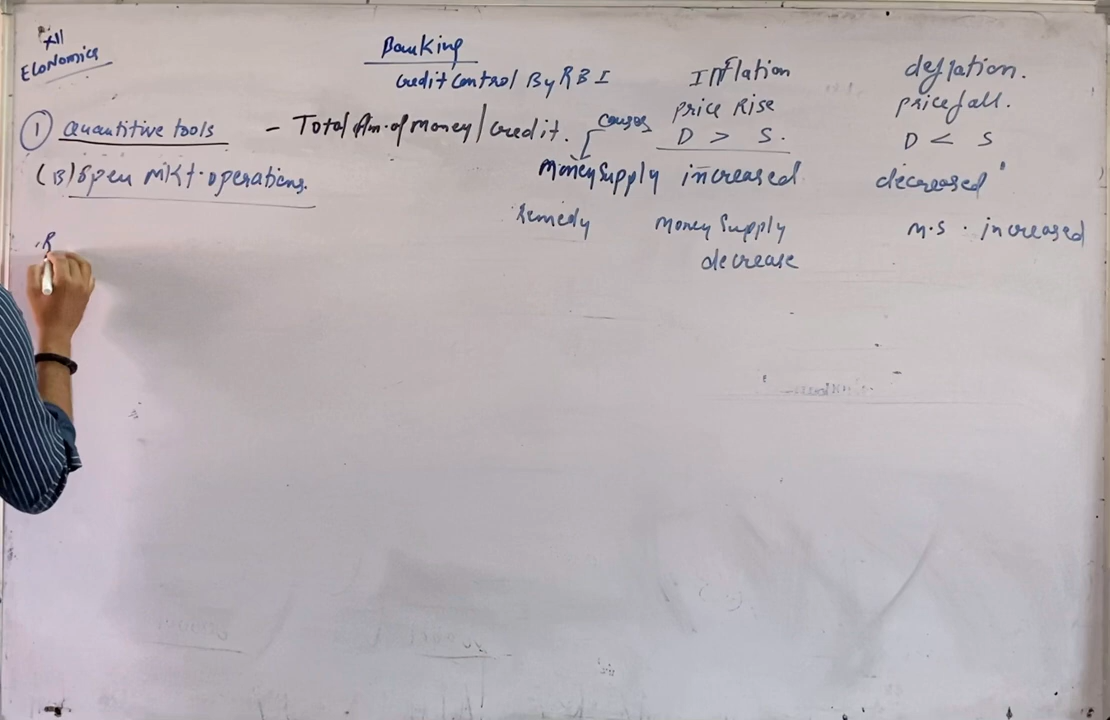 XII
Economics
Banking
Credit Control By RBI
Inflation
deflation.
Price Rise
price fall.
① Quantitive tools - Total Am. of money / credit.
causes
D > S.
D < S
(B) Open Mkt. operations.
Money Supply increased
decreased
Remedy
Money Supply
decrease
M.S. increased
R